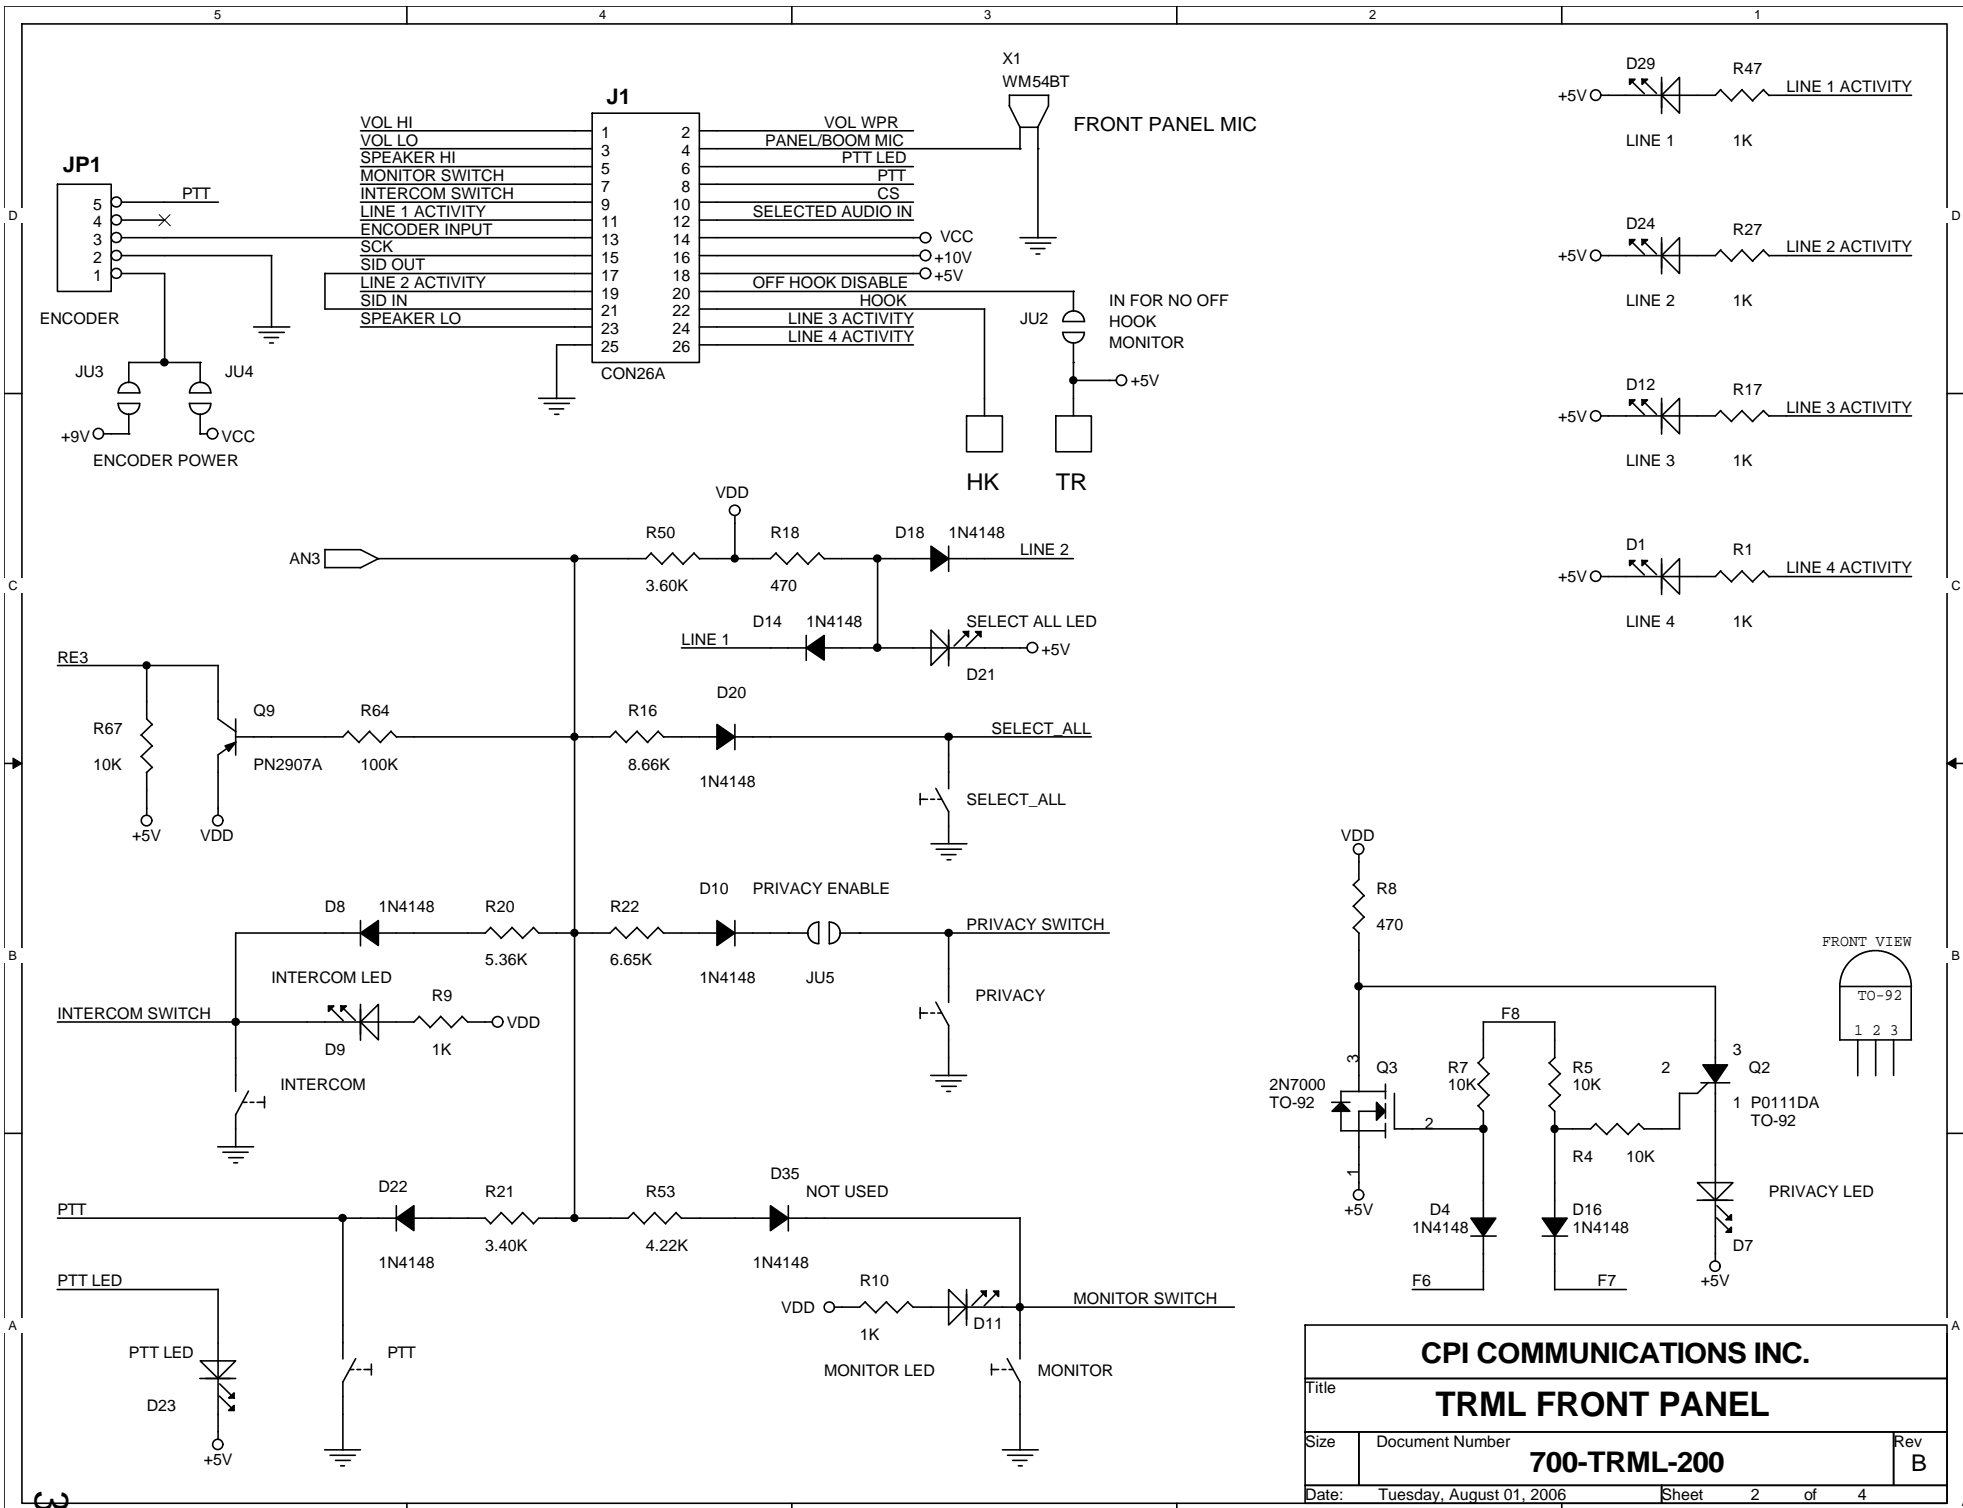 5 4 3 2 1
D
D
C
C
B
B
A
A
JP1
5
4
3
2
1
PTT
ENCODER
JU3
JU4
+9V
VCC
ENCODER POWER
J1
VOL HI
VOL LO
SPEAKER HI
MONITOR SWITCH
INTERCOM SWITCH
LINE 1 ACTIVITY
ENCODER INPUT
SCK
SID OUT
LINE 2 ACTIVITY
SID IN
SPEAKER LO
1 2
3 4
5 6
7 8
9 10
11 12
13 14
15 16
17 18
19 20
21 22
23 24
25 26
CON26A
VOL WPR
PANEL/BOOM MIC
PTT LED
PTT
CS
SELECTED AUDIO IN
VCC
+10V
+5V
OFF HOOK DISABLE
HOOK
LINE 3 ACTIVITY
LINE 4 ACTIVITY
X1
WM54BT
FRONT PANEL MIC
JU2
IN FOR NO OFF
HOOK
MONITOR
+5V
HK
TR
D29
R47
+5V
LINE 1 ACTIVITY
LINE 1
1K
D24
R27
+5V
LINE 2 ACTIVITY
LINE 2
1K
D12
R17
+5V
LINE 3 ACTIVITY
LINE 3
1K
D1
R1
+5V
LINE 4 ACTIVITY
LINE 4
1K
VDD
AN3
R50
3.60K
R18
470
D18
1N4148
LINE 2
D14
1N4148
LINE 1
SELECT ALL LED
+5V
D21
RE3
R67
10K
+5V
Q9
PN2907A
VDD
R64
100K
R16
8.66K
D20
1N4148
SELECT_ALL
SELECT_ALL
D8
1N4148
R20
5.36K
R22
6.65K
D10
1N4148
PRIVACY ENABLE
JU5
PRIVACY SWITCH
PRIVACY
INTERCOM LED
INTERCOM SWITCH
D9
R9
1K
VDD
INTERCOM
PTT
D22
1N4148
R21
3.40K
R53
4.22K
D35
NOT USED
1N4148
PTT LED
PTT LED
D23
+5V
PTT
VDD
R10
1K
D11
MONITOR LED
MONITOR SWITCH
MONITOR
VDD
R8
470
F8
3
Q3
2N7000
TO-92
2
1
+5V
R7
10K
R5
10K
R4
10K
D4
1N4148
D16
1N4148
F6
F7
3
2
Q2
1
P0111DA
TO-92
PRIVACY LED
D7
+5V
FRONT VIEW
TO-92
1 2 3
CPI COMMUNICATIONS INC.
Title
TRML FRONT PANEL
Size
Document Number
700-TRML-200
Rev
B
Date: Tuesday, August 01, 2006
Sheet 2 of 4
3